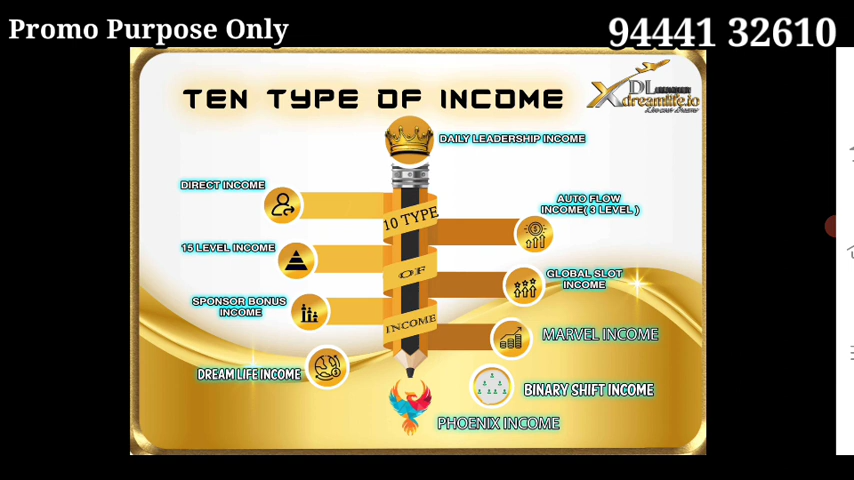 Promo Purpose Only
94441 32610
TEN TYPE OF INCOME
XDL
dreamlife.io
DAILY LEADERSHIP INCOME
DIRECT INCOME
AUTO FLOW
INCOME( 3 LEVEL )
10 TYPE
15 LEVEL INCOME
OF
GLOBAL SLOT
INCOME
SPONSOR BONUS
INCOME
INCOME
MARVEL INCOME
DREAM LIFE INCOME
BINARY SHIFT INCOME
PHOENIX INCOME